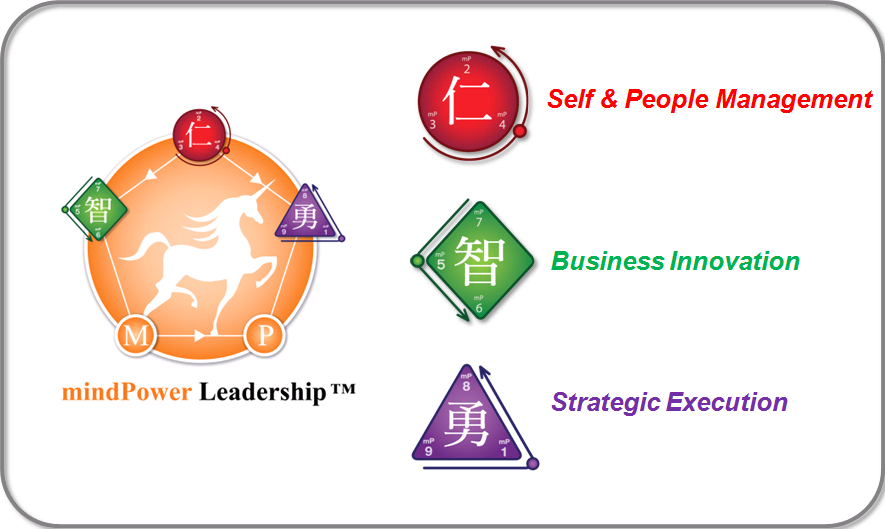 mP
2
仁
mP
3
mP
4
Self & People Management
mP
2
仁
mP
3
mP
4
mP
7
智
mP
5
mP
6
mP
8
勇
mP
9
mP
1
M
P
mindPower Leadership™
mP
7
智
mP
5
mP
6
Business Innovation
mP
8
勇
mP
9
mP
1
Strategic Execution